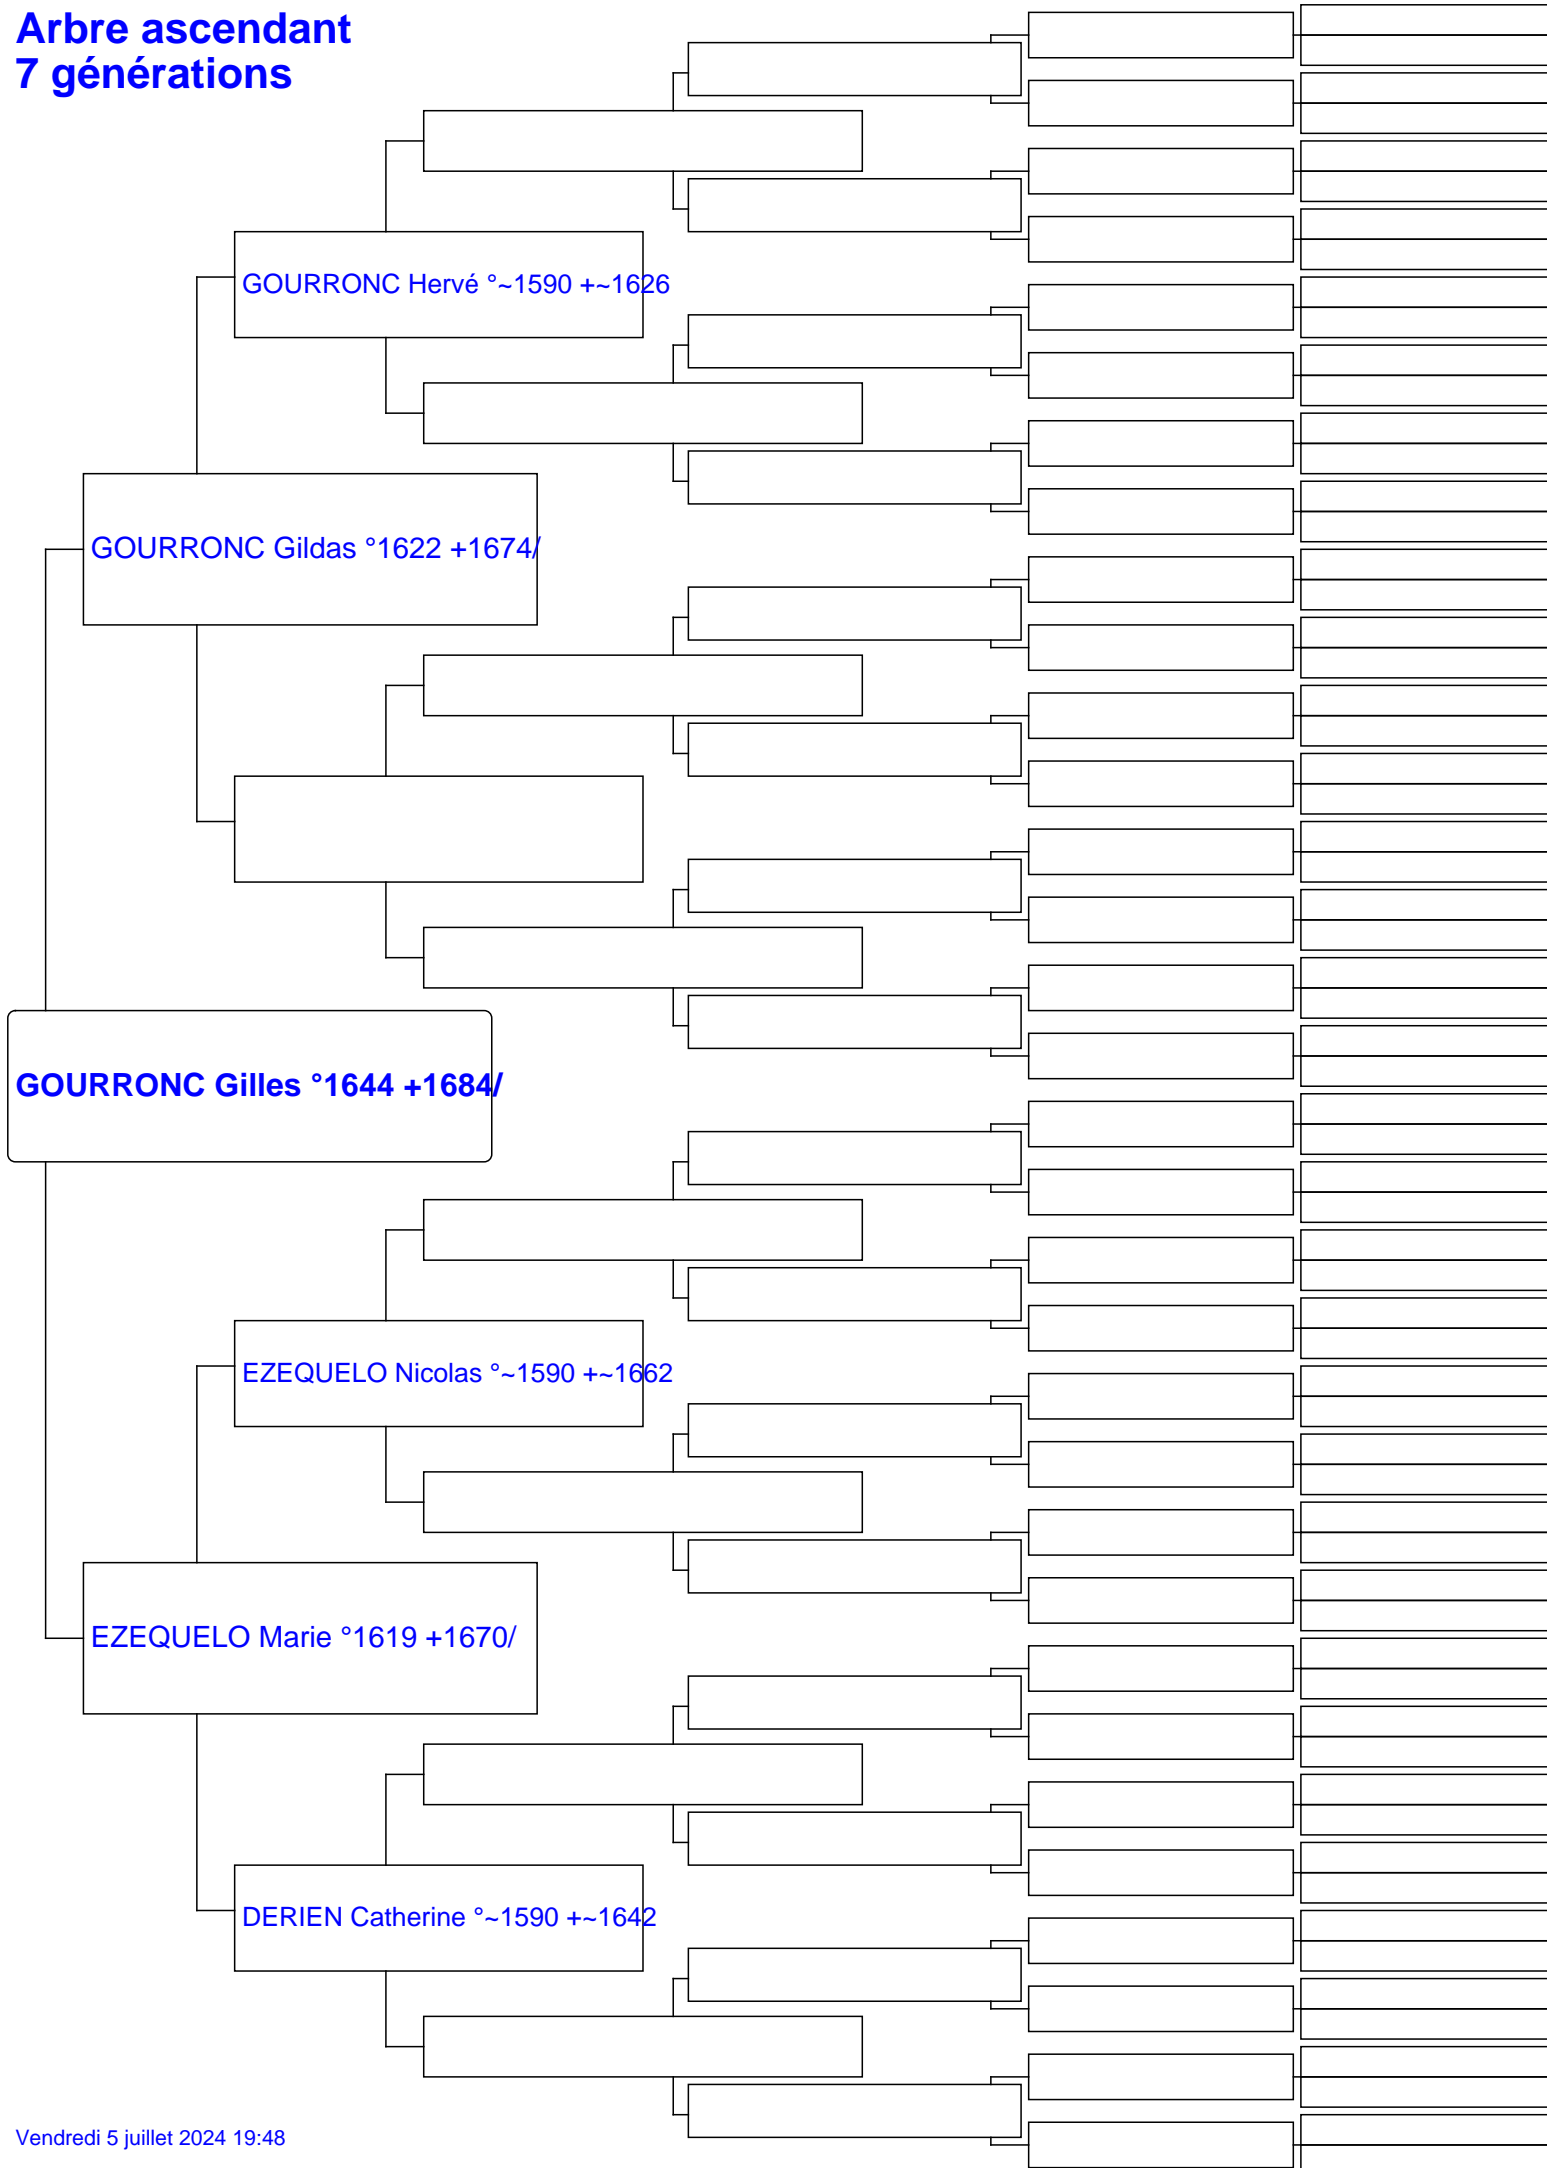 Arbre ascendant
7 générations
GOURRONC Hervé °~1590 +~1626
GOURRONC Gildas °1622 +1674/
GOURRONC Gilles °1644 +1684/
EZEQUELO Nicolas °~1590 +~1662
EZEQUELO Marie °1619 +1670/
DERIEN Catherine °~1590 +~1642
Vendredi 5 juillet 2024 19:48